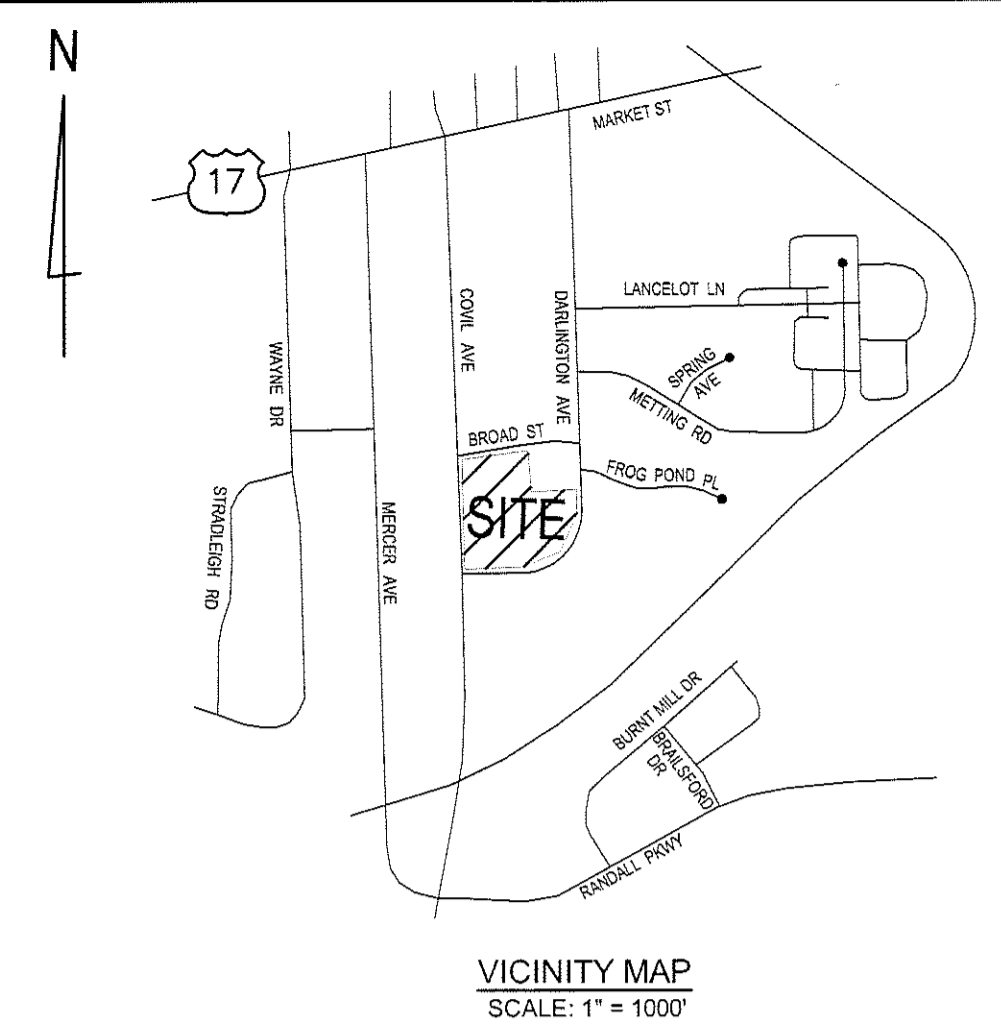 N
MARKET ST
17
LANCELOT LN
COVIL AVE
DARLINGTON AVE
WAYNE DR
SPRING
AVE
METTING RD
BROAD ST
FROG POND PL
STRADLEIGH RD
MERCER AVE
SITE
BURNT MILL DR
BRAILSFORD
DR
RANDALL PKWY
VICINITY MAP
SCALE: 1" = 1000'